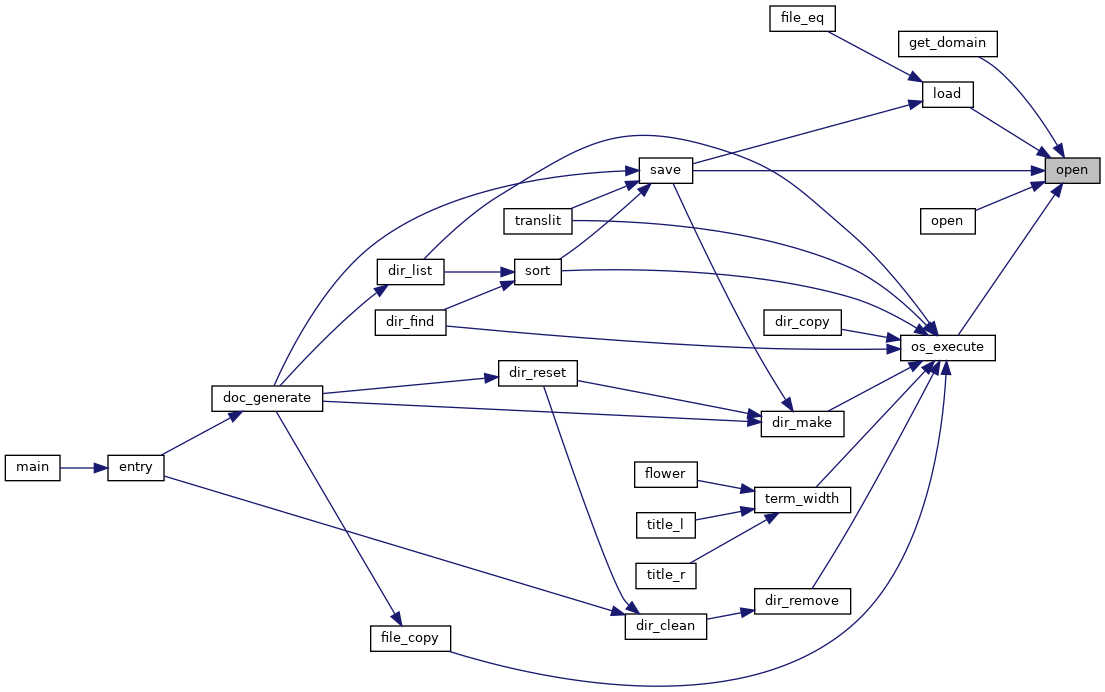 file_eq
get_domain
load
open
save
translit
open
dir_list
sort
dir_find
dir_copy
os_execute
dir_reset
doc_generate
dir_make
main
entry
flower
term_width
title_l
title_r
dir_remove
dir_clean
file_copy